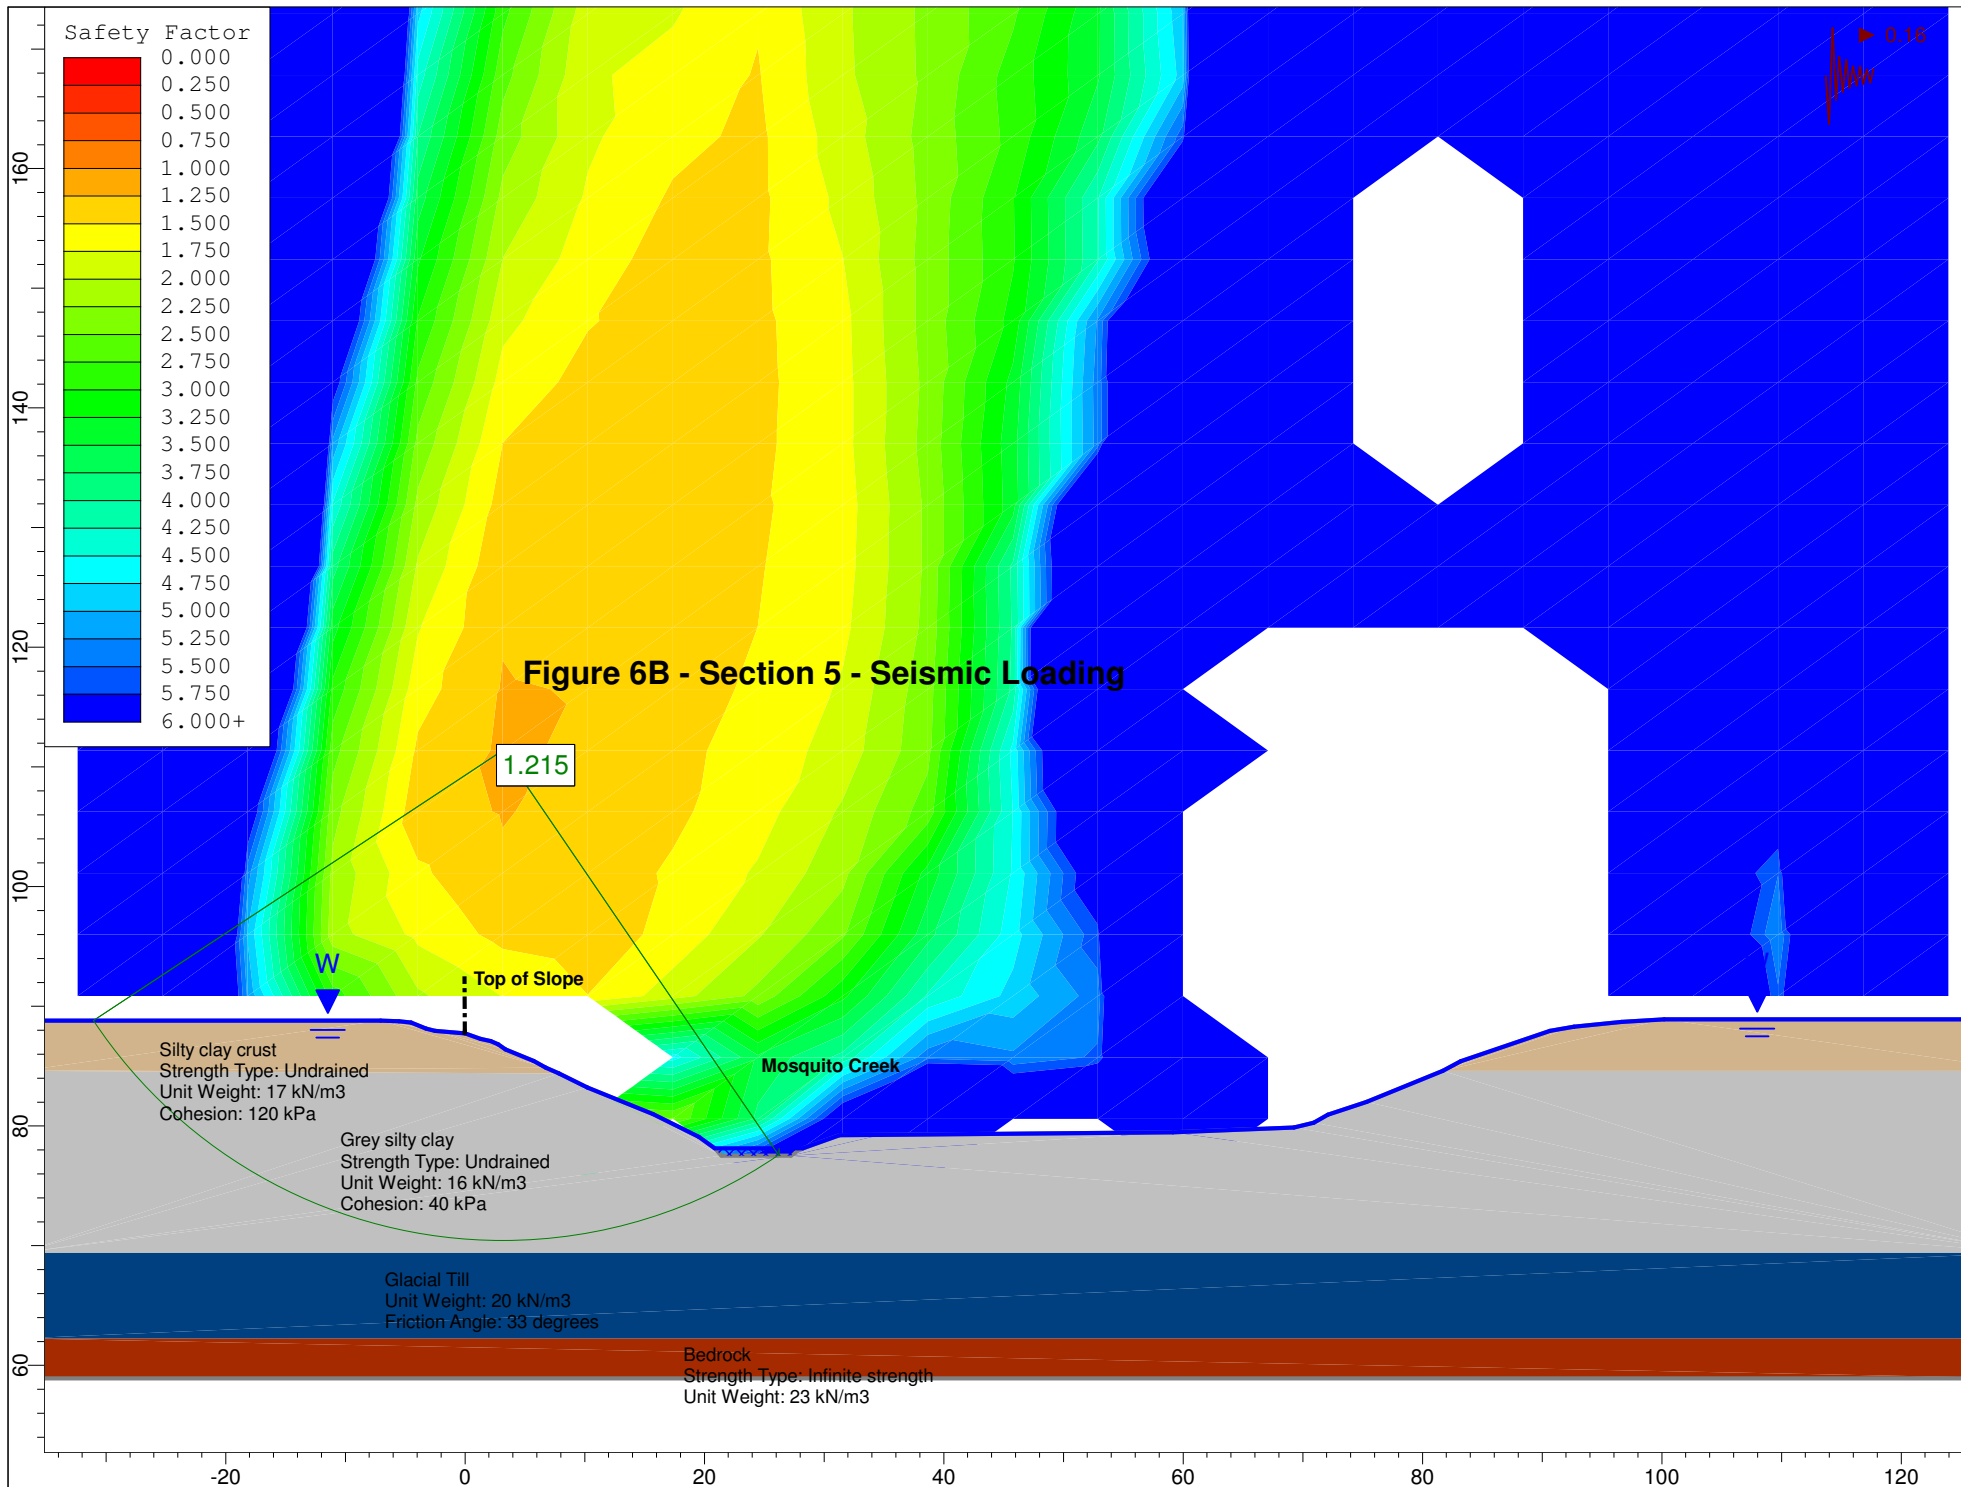 Safety Factor
0.000
0.250
0.500
0.750
1.000
1.250
1.500
1.750
2.000
2.250
2.500
2.750
3.000
3.250
3.500
3.750
4.000
4.250
4.500
4.750
5.000
5.250
5.500
5.750
6.000+
0.16
160
140
120
100
80
60
Figure 6B - Section 5 - Seismic Loading
1.215
W
Top of Slope
Mosquito Creek
Silty clay crust
Strength Type: Undrained
Unit Weight: 17 kN/m3
Cohesion: 120 kPa
Grey silty clay
Strength Type: Undrained
Unit Weight: 16 kN/m3
Cohesion: 40 kPa
Glacial Till
Unit Weight: 20 kN/m3
Friction Angle: 33 degrees
Bedrock
Strength Type: Infinite strength
Unit Weight: 23 kN/m3
-20 0 20 40 60 80 100 120